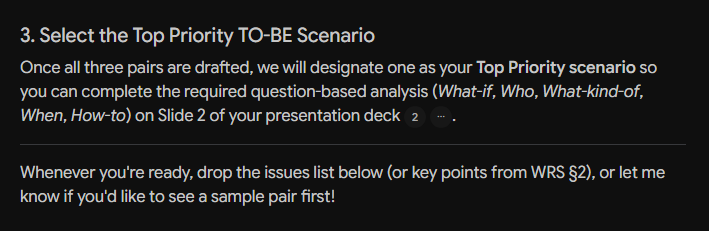 3. Select the Top Priority TO-BE Scenario
Once all three pairs are drafted, we will designate one as your Top Priority scenario so
you can complete the required question-based analysis (What-if, Who, What-kind-of,
When, How-to) on Slide 2 of your presentation deck 2 ... .
Whenever you're ready, drop the issues list below (or key points from WRS §2), or let me
know if you'd like to see a sample pair first!